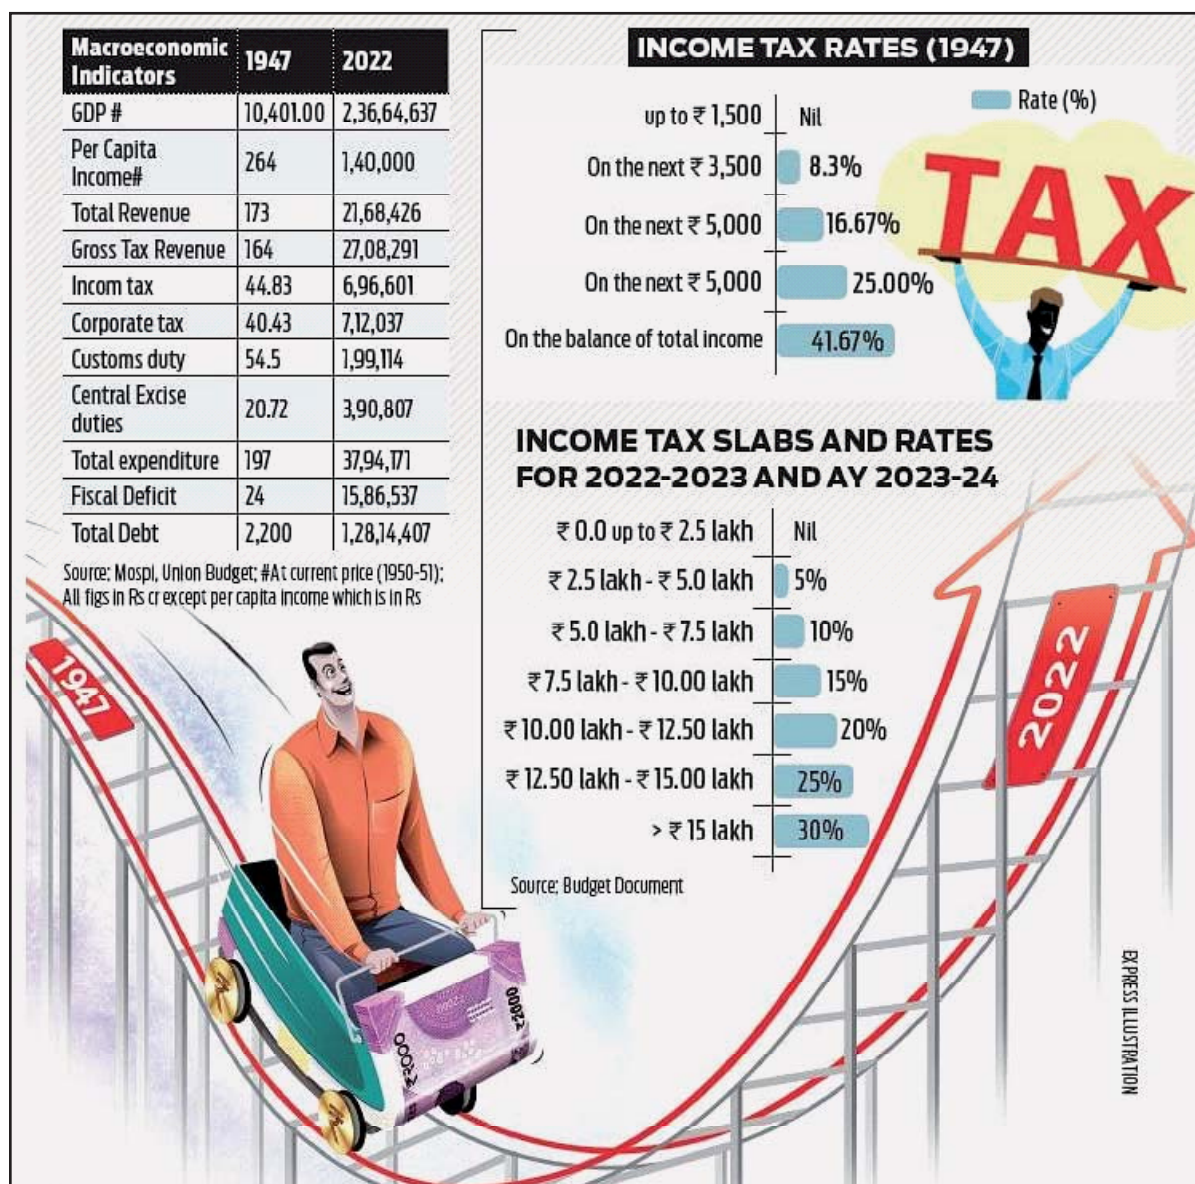 Macroeconomic Indicators 1947 2022
GDP # 10,401.00 2,36,64,637
Per Capita Income# 264 1,40,000
Total Revenue 173 21,68,426
Gross Tax Revenue 164 27,08,291
Incom tax 44.83 6,96,601
Corporate tax 40.43 7,12,037
Customs duty 54.5 1,99,114
Central Excise duties 20.72 3,90,807
Total expenditure 197 37,94,171
Fiscal Deficit 24 15,86,537
Total Debt 2,200 1,28,14,407
Source: Mospi, Union Budget; #At current price (1950-51);
All figs in Rs cr except per capita income which is in Rs
INCOME TAX RATES (1947)
Rate (%)
up to ₹ 1,500 Nil
On the next ₹ 3,500 8.3%
On the next ₹ 5,000 16.67%
On the next ₹ 5,000 25.00%
On the balance of total income 41.67%
TAX
INCOME TAX SLABS AND RATES
FOR 2022-2023 AND AY 2023-24
₹ 0.0 up to ₹ 2.5 lakh Nil
₹ 2.5 lakh - ₹ 5.0 lakh 5%
₹ 5.0 lakh - ₹ 7.5 lakh 10%
₹ 7.5 lakh - ₹ 10.00 lakh 15%
₹ 10.00 lakh - ₹ 12.50 lakh 20%
₹ 12.50 lakh - ₹ 15.00 lakh 25%
> ₹ 15 lakh 30%
Source: Budget Document
1947
2022
₹2000
₹2000
EXPRESS ILLUSTRATION